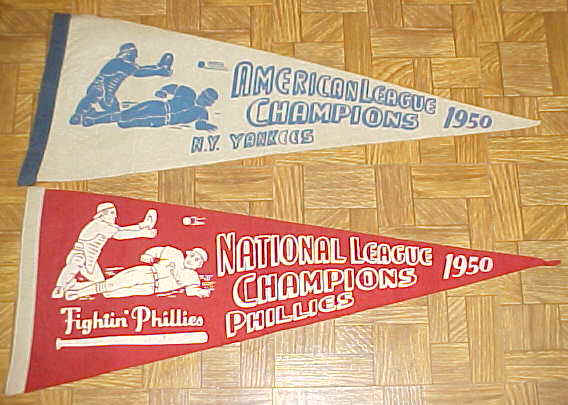 AMERICAN LEAGUE
CHAMPIONS 1950
N.Y. YANKEES
NATIONAL LEAGUE
CHAMPIONS 1950
PHILLIES
Fightin' Phillies